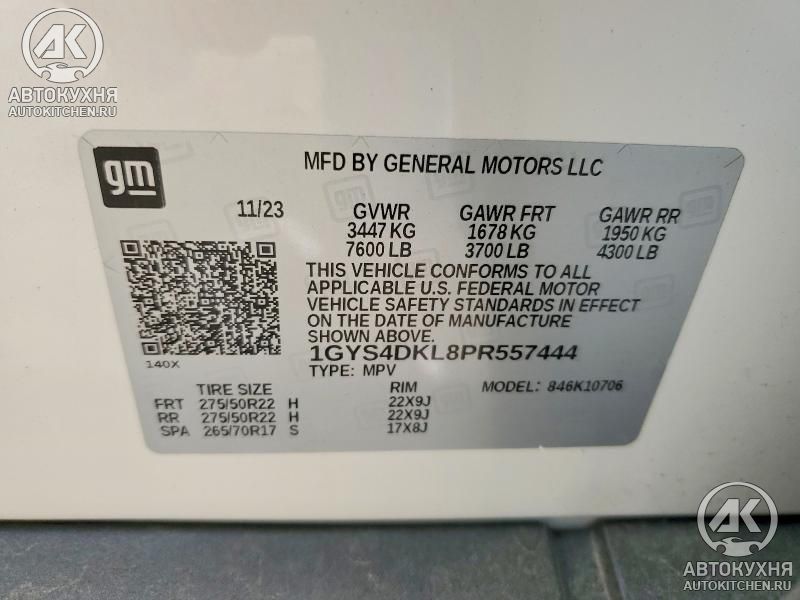 AK
АВТОКУХНЯ
AUTOKITCHEN.RU
gm
MFD BY GENERAL MOTORS LLC
11/23 GVWR GAWR FRT GAWR RR
3447 KG 1678 KG 1950 KG
7600 LB 3700 LB 4300 LB
THIS VEHICLE CONFORMS TO ALL
APPLICABLE U.S. FEDERAL MOTOR
VEHICLE SAFETY STANDARDS IN EFFECT
ON THE DATE OF MANUFACTURE
SHOWN ABOVE.
1GYS4DKL8PR557444
140X
TYPE: MPV
TIRE SIZE RIM MODEL: 846K10706
FRT 275/50R22 H 22X9J
RR 275/50R22 H 22X9J
SPA 265/70R17 S 17X8J
AK
АВТОКУХНЯ
AUTOKITCHEN.RU